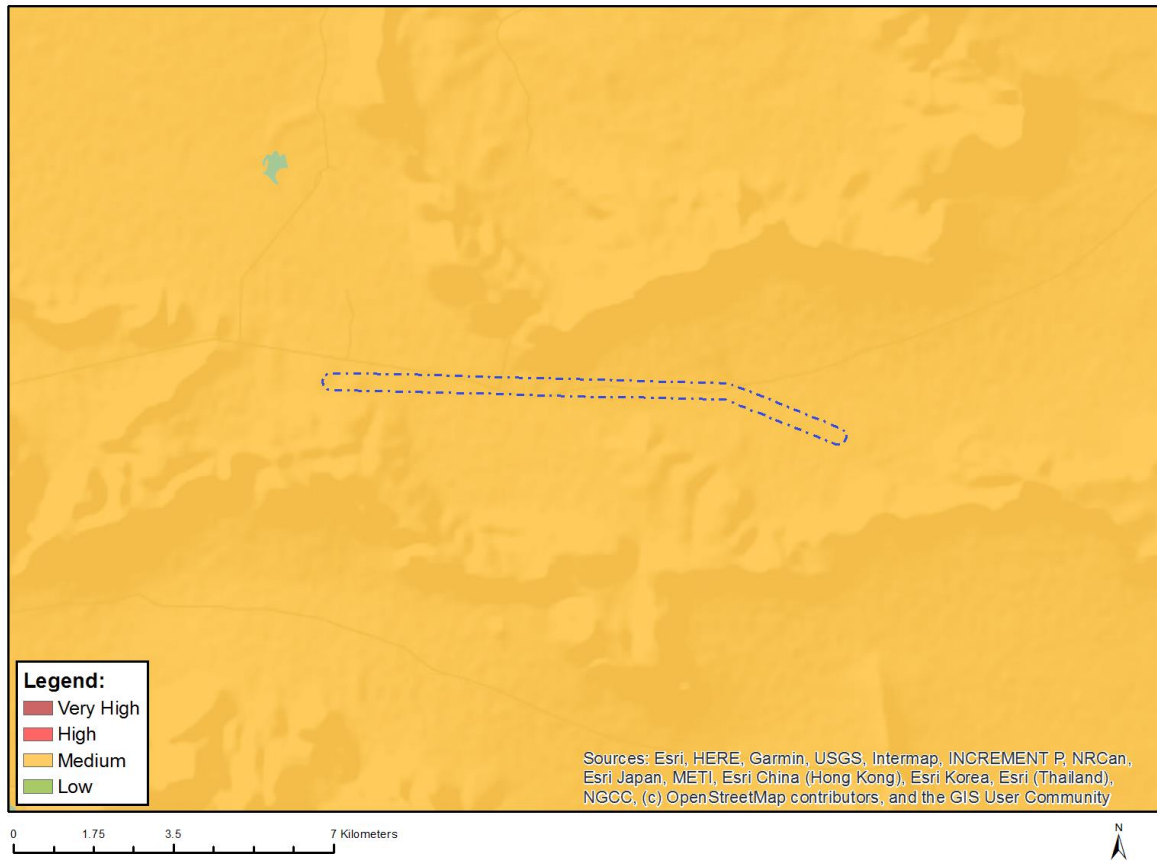 Legend:
Very High
High
Medium
Low
Sources: Esri, HERE, Garmin, USGS, Intermap, INCREMENT P, NRCan,
Esri Japan, METI, Esri China (Hong Kong), Esri Korea, Esri (Thailand),
NGCC, (c) OpenStreetMap contributors, and the GIS User Community
0 1.75 3.5 7 Kilometers
N